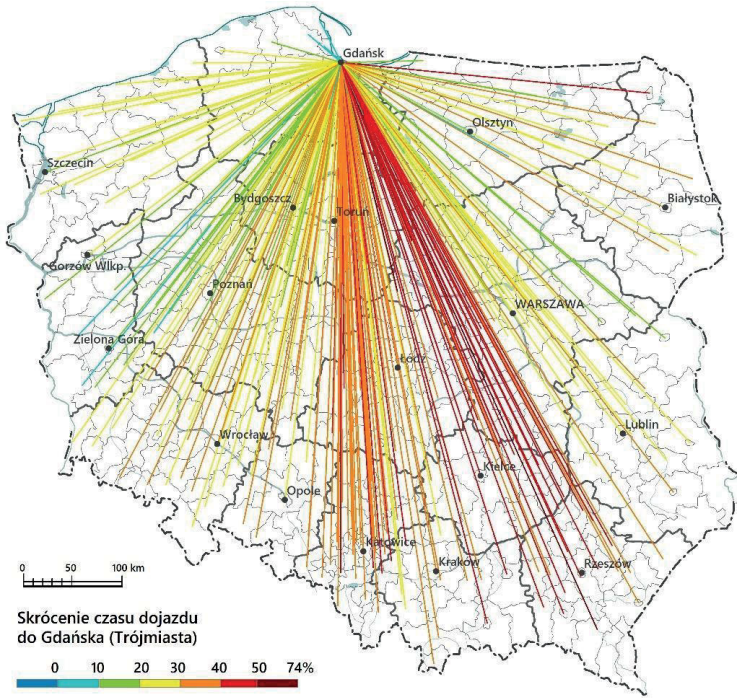 Gdańsk
Olsztyn
Szczecin
Bydgoszcz
Białystok
Toruń
Gorzów Wlkp.
Poznań
WARSZAWA
Zielona Góra
Łódź
Lublin
Wrocław
Kielce
Opole
Katowice
Kraków
Rzeszów
0 50 100 km
Skrócenie czasu dojazdu
do Gdańska (Trójmiasta)
0 10 20 30 40 50 74%